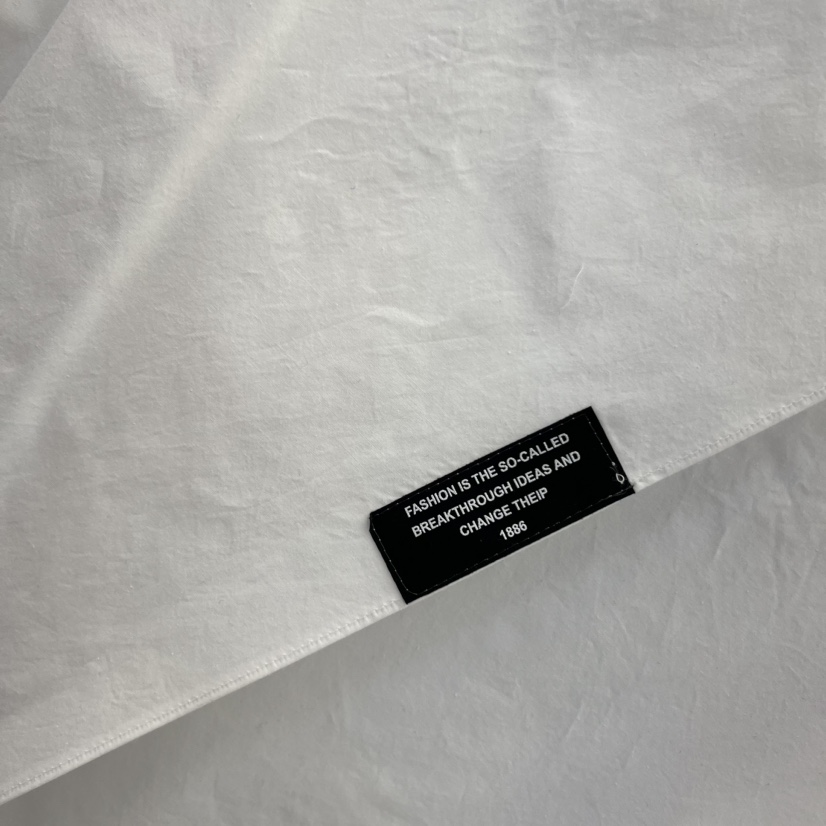 FASHION IS THE SO-CALLED
BREAKTHROUGH IDEAS AND
CHANGE THEIP
1886